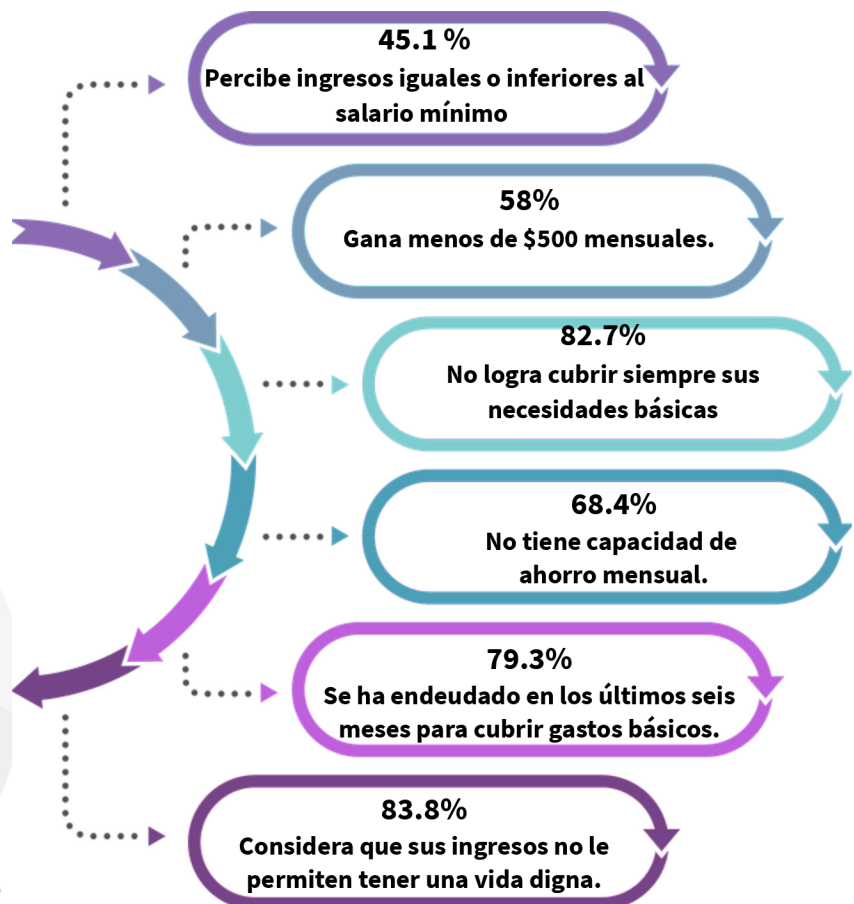 45.1 %
Percibe ingresos iguales o inferiores al
salario mínimo
58%
Gana menos de $500 mensuales.
82.7%
No logra cubrir siempre sus
necesidades básicas
68.4%
No tiene capacidad de
ahorro mensual.
79.3%
Se ha endeudado en los últimos seis
meses para cubrir gastos básicos.
83.8%
Considera que sus ingresos no le
permiten tener una vida digna.